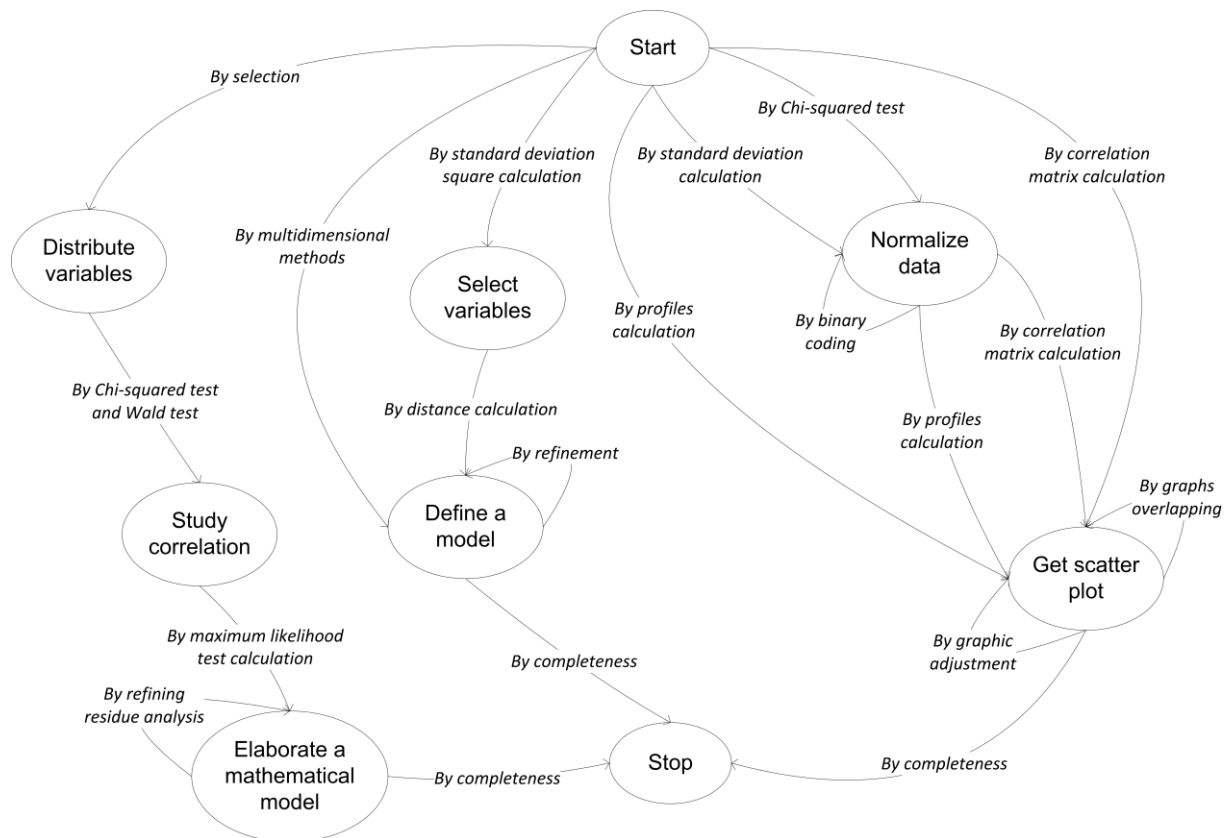 Start
By selection
By Chi-squared test
By standard deviation
square calculation
By standard deviation
calculation
By correlation
matrix calculation
Distribute
variables
By multidimensional
methods
Select
variables
Normalize
data
By profiles
calculation
By binary
coding
By correlation
matrix calculation
By Chi-squared test
and Wald test
By distance calculation
By profiles
calculation
By refinement
By graphs
overlapping
Study
correlation
Define a
model
Get scatter
plot
By maximum likelihood
test calculation
By graphic
adjustment
By completeness
By refining
residue analysis
Elaborate a
mathematical
model
By completeness
Stop
By completeness